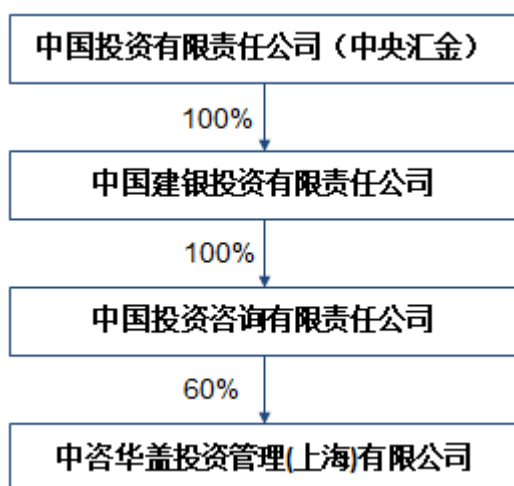 中国投资有限责任公司（中央汇金）
100%
中国建银投资有限责任公司
100%
中国投资咨询有限责任公司
60%
中咨华盖投资管理(上海)有限公司